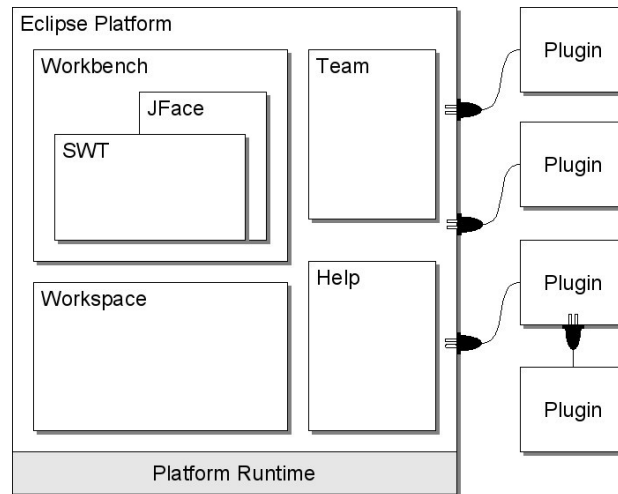 Eclipse Platform
Workbench
JFace
SWT
Team
Workspace
Help
Platform Runtime
Plugin
Plugin
Plugin
Plugin